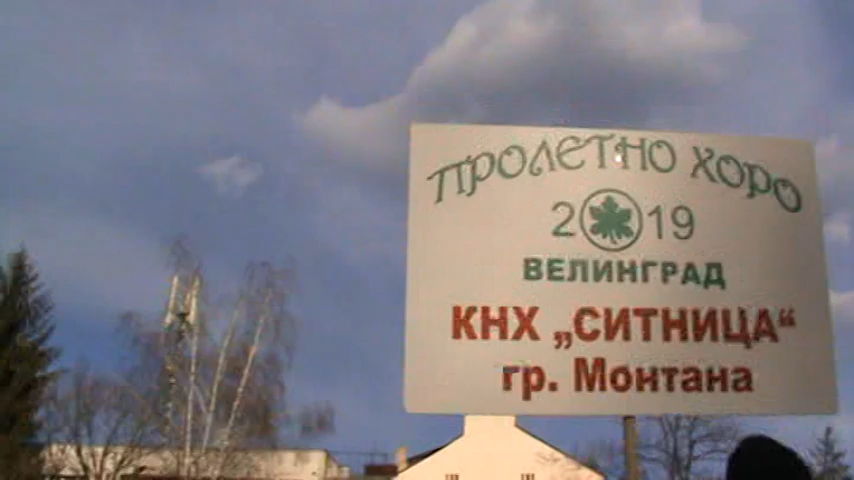 ПРОЛЕТНО ХОРО
2019
ВЕЛИНГРАД
КНХ „СИТНИЦА“
гр. Монтана